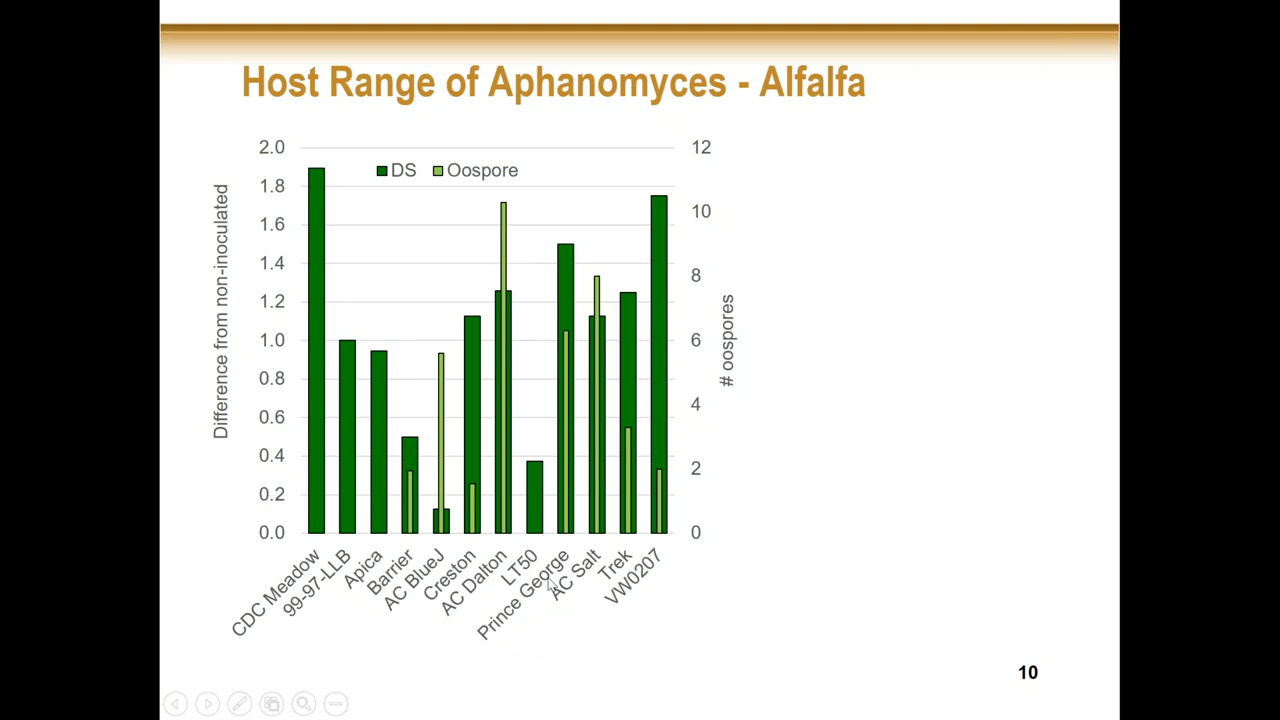 Host Range of Aphanomyces - Alfalfa
DS Oospore
Difference from non-inoculated
2.0
1.8
1.6
1.4
1.2
1.0
0.8
0.6
0.4
0.2
0.0
12
10
8
6
4
2
0
# oospores
CDC Meadow
99-97-LLB
Apica
Barrier
AC BlueJ
Creston
AC Dalton
LT50
Prince George
AC Salt
Trek
VW0207
10